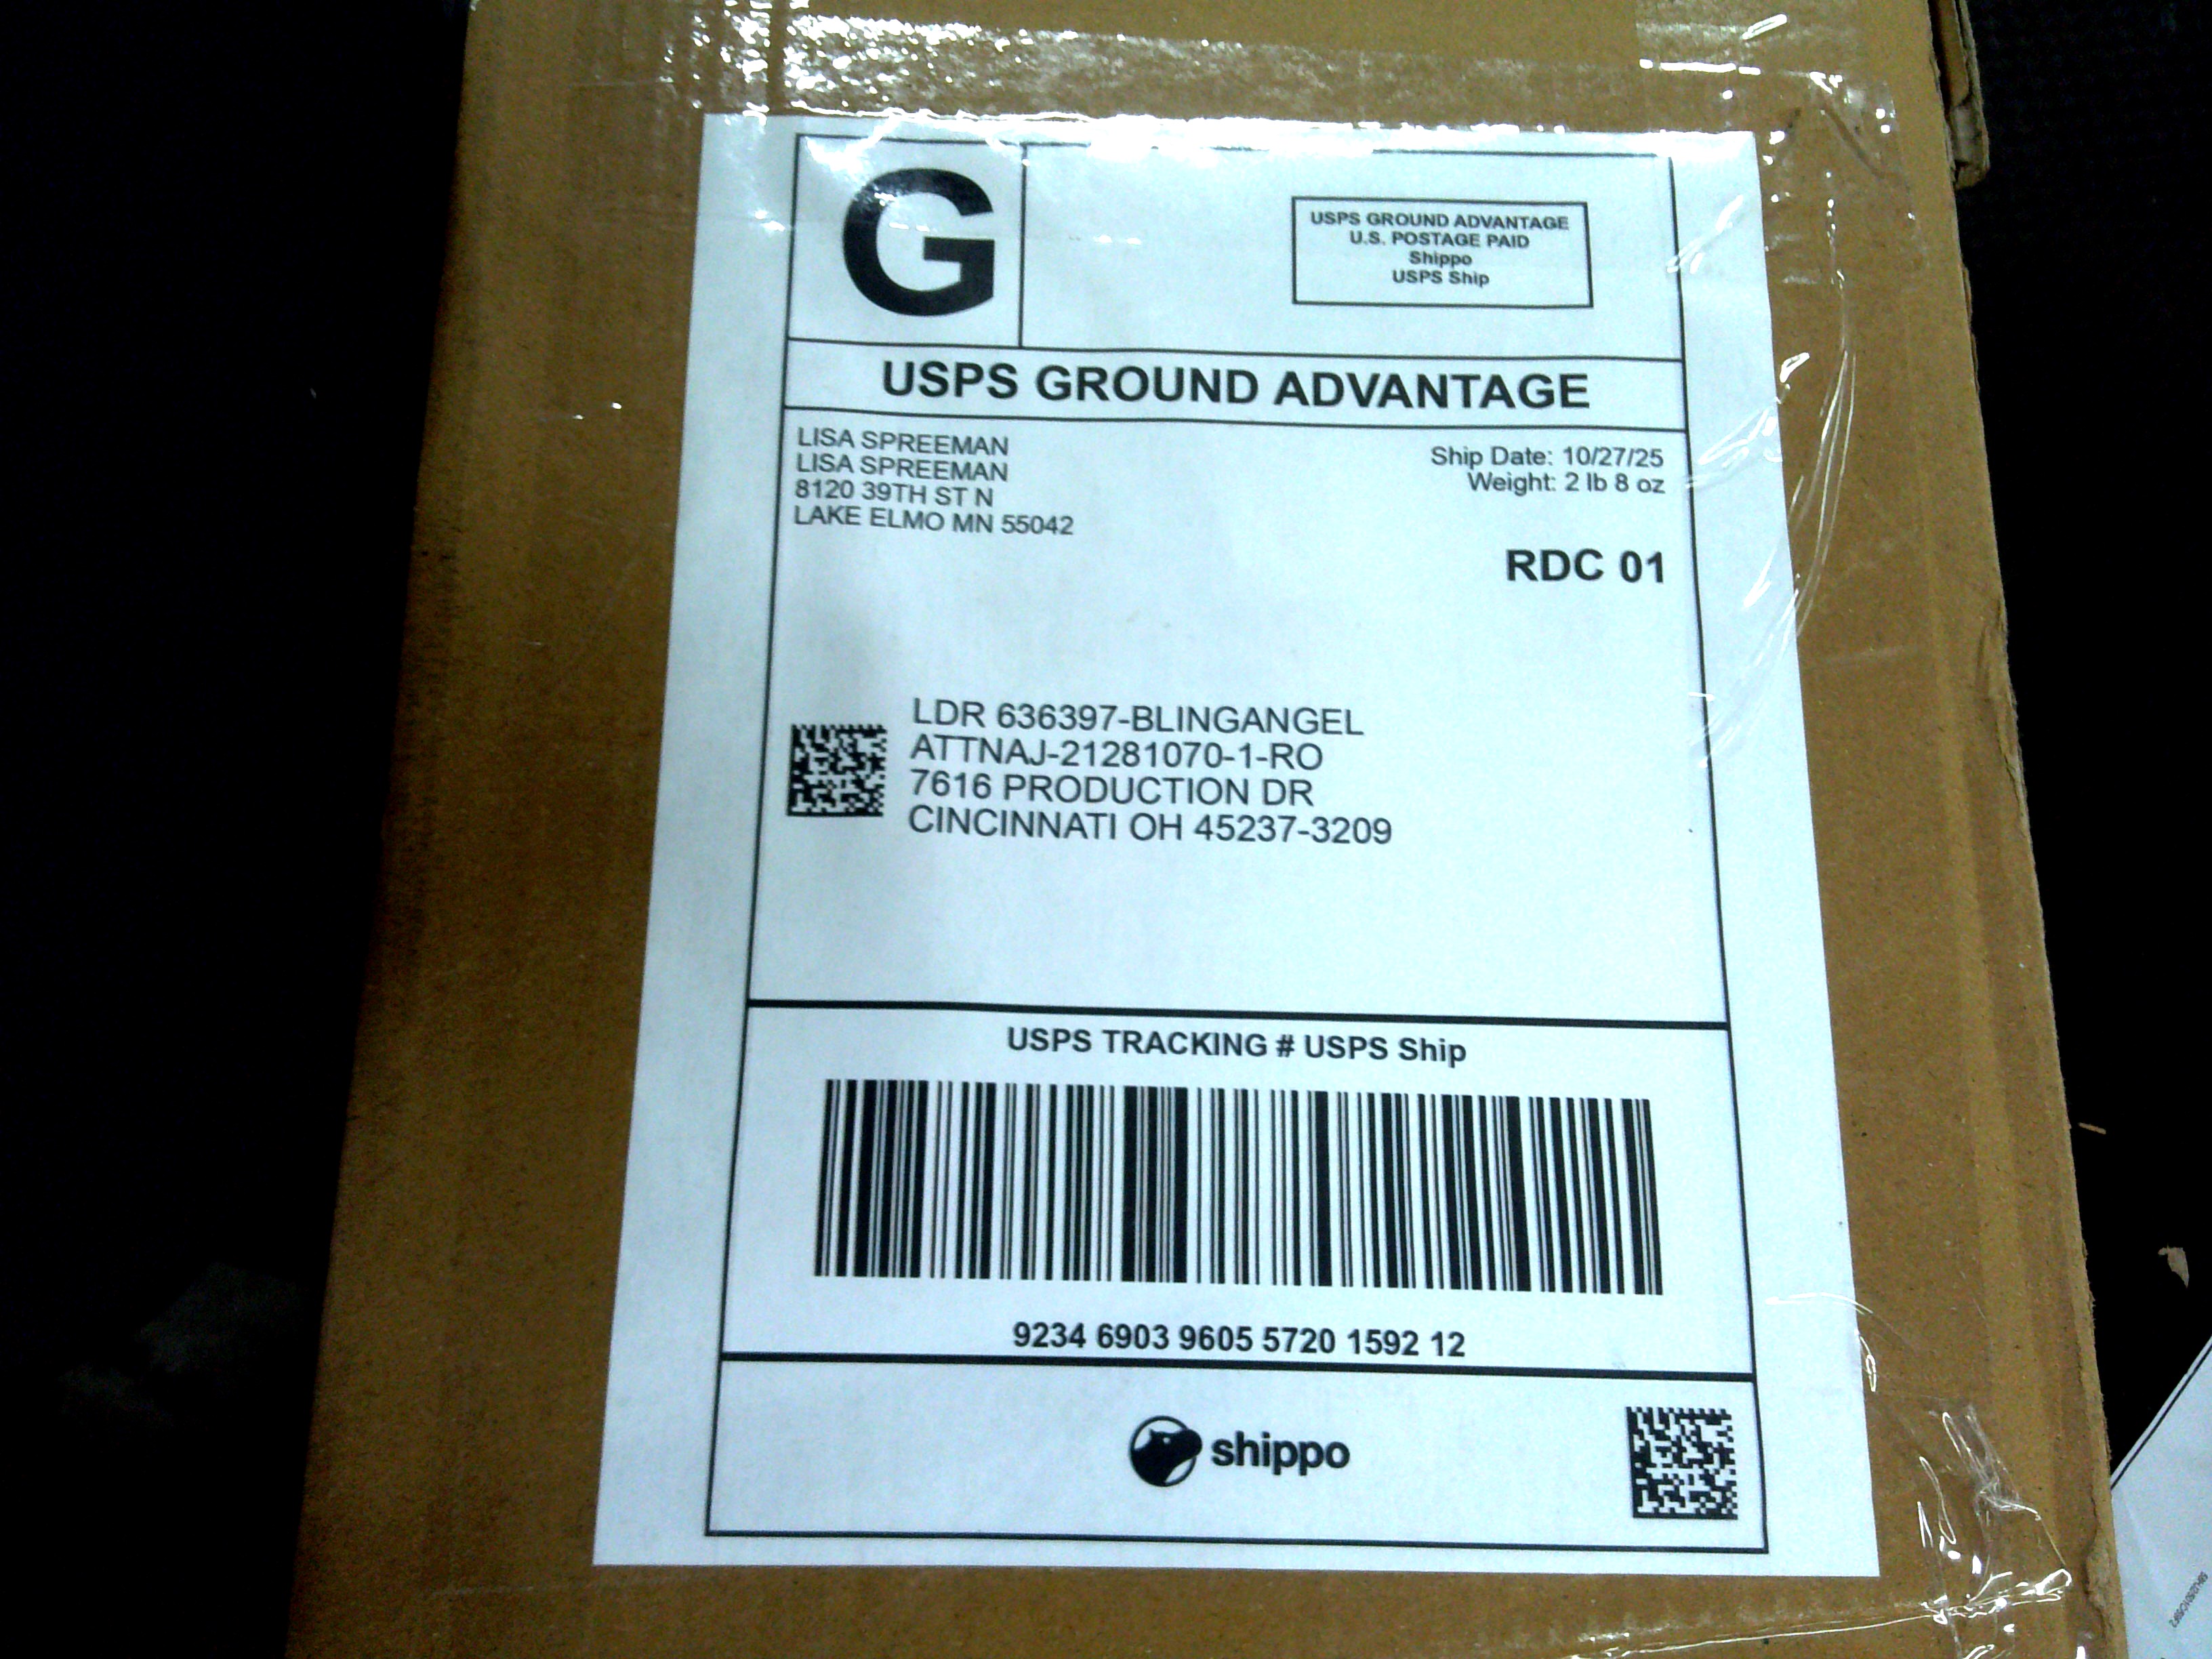 G
USPS GROUND ADVANTAGE
U.S. POSTAGE PAID
Shippo
USPS Ship
USPS GROUND ADVANTAGE
LISA SPREEMAN
LISA SPREEMAN
8120 39TH ST N
LAKE ELMO MN 55042
Ship Date: 10/27/25
Weight: 2 lb 8 oz
RDC 01
LDR 636397-BLINGANGEL
ATTNAJ-21281070-1-RO
7616 PRODUCTION DR
CINCINNATI OH 45237-3209
USPS TRACKING # USPS Ship
9234 6903 9605 5720 1592 12
shippo